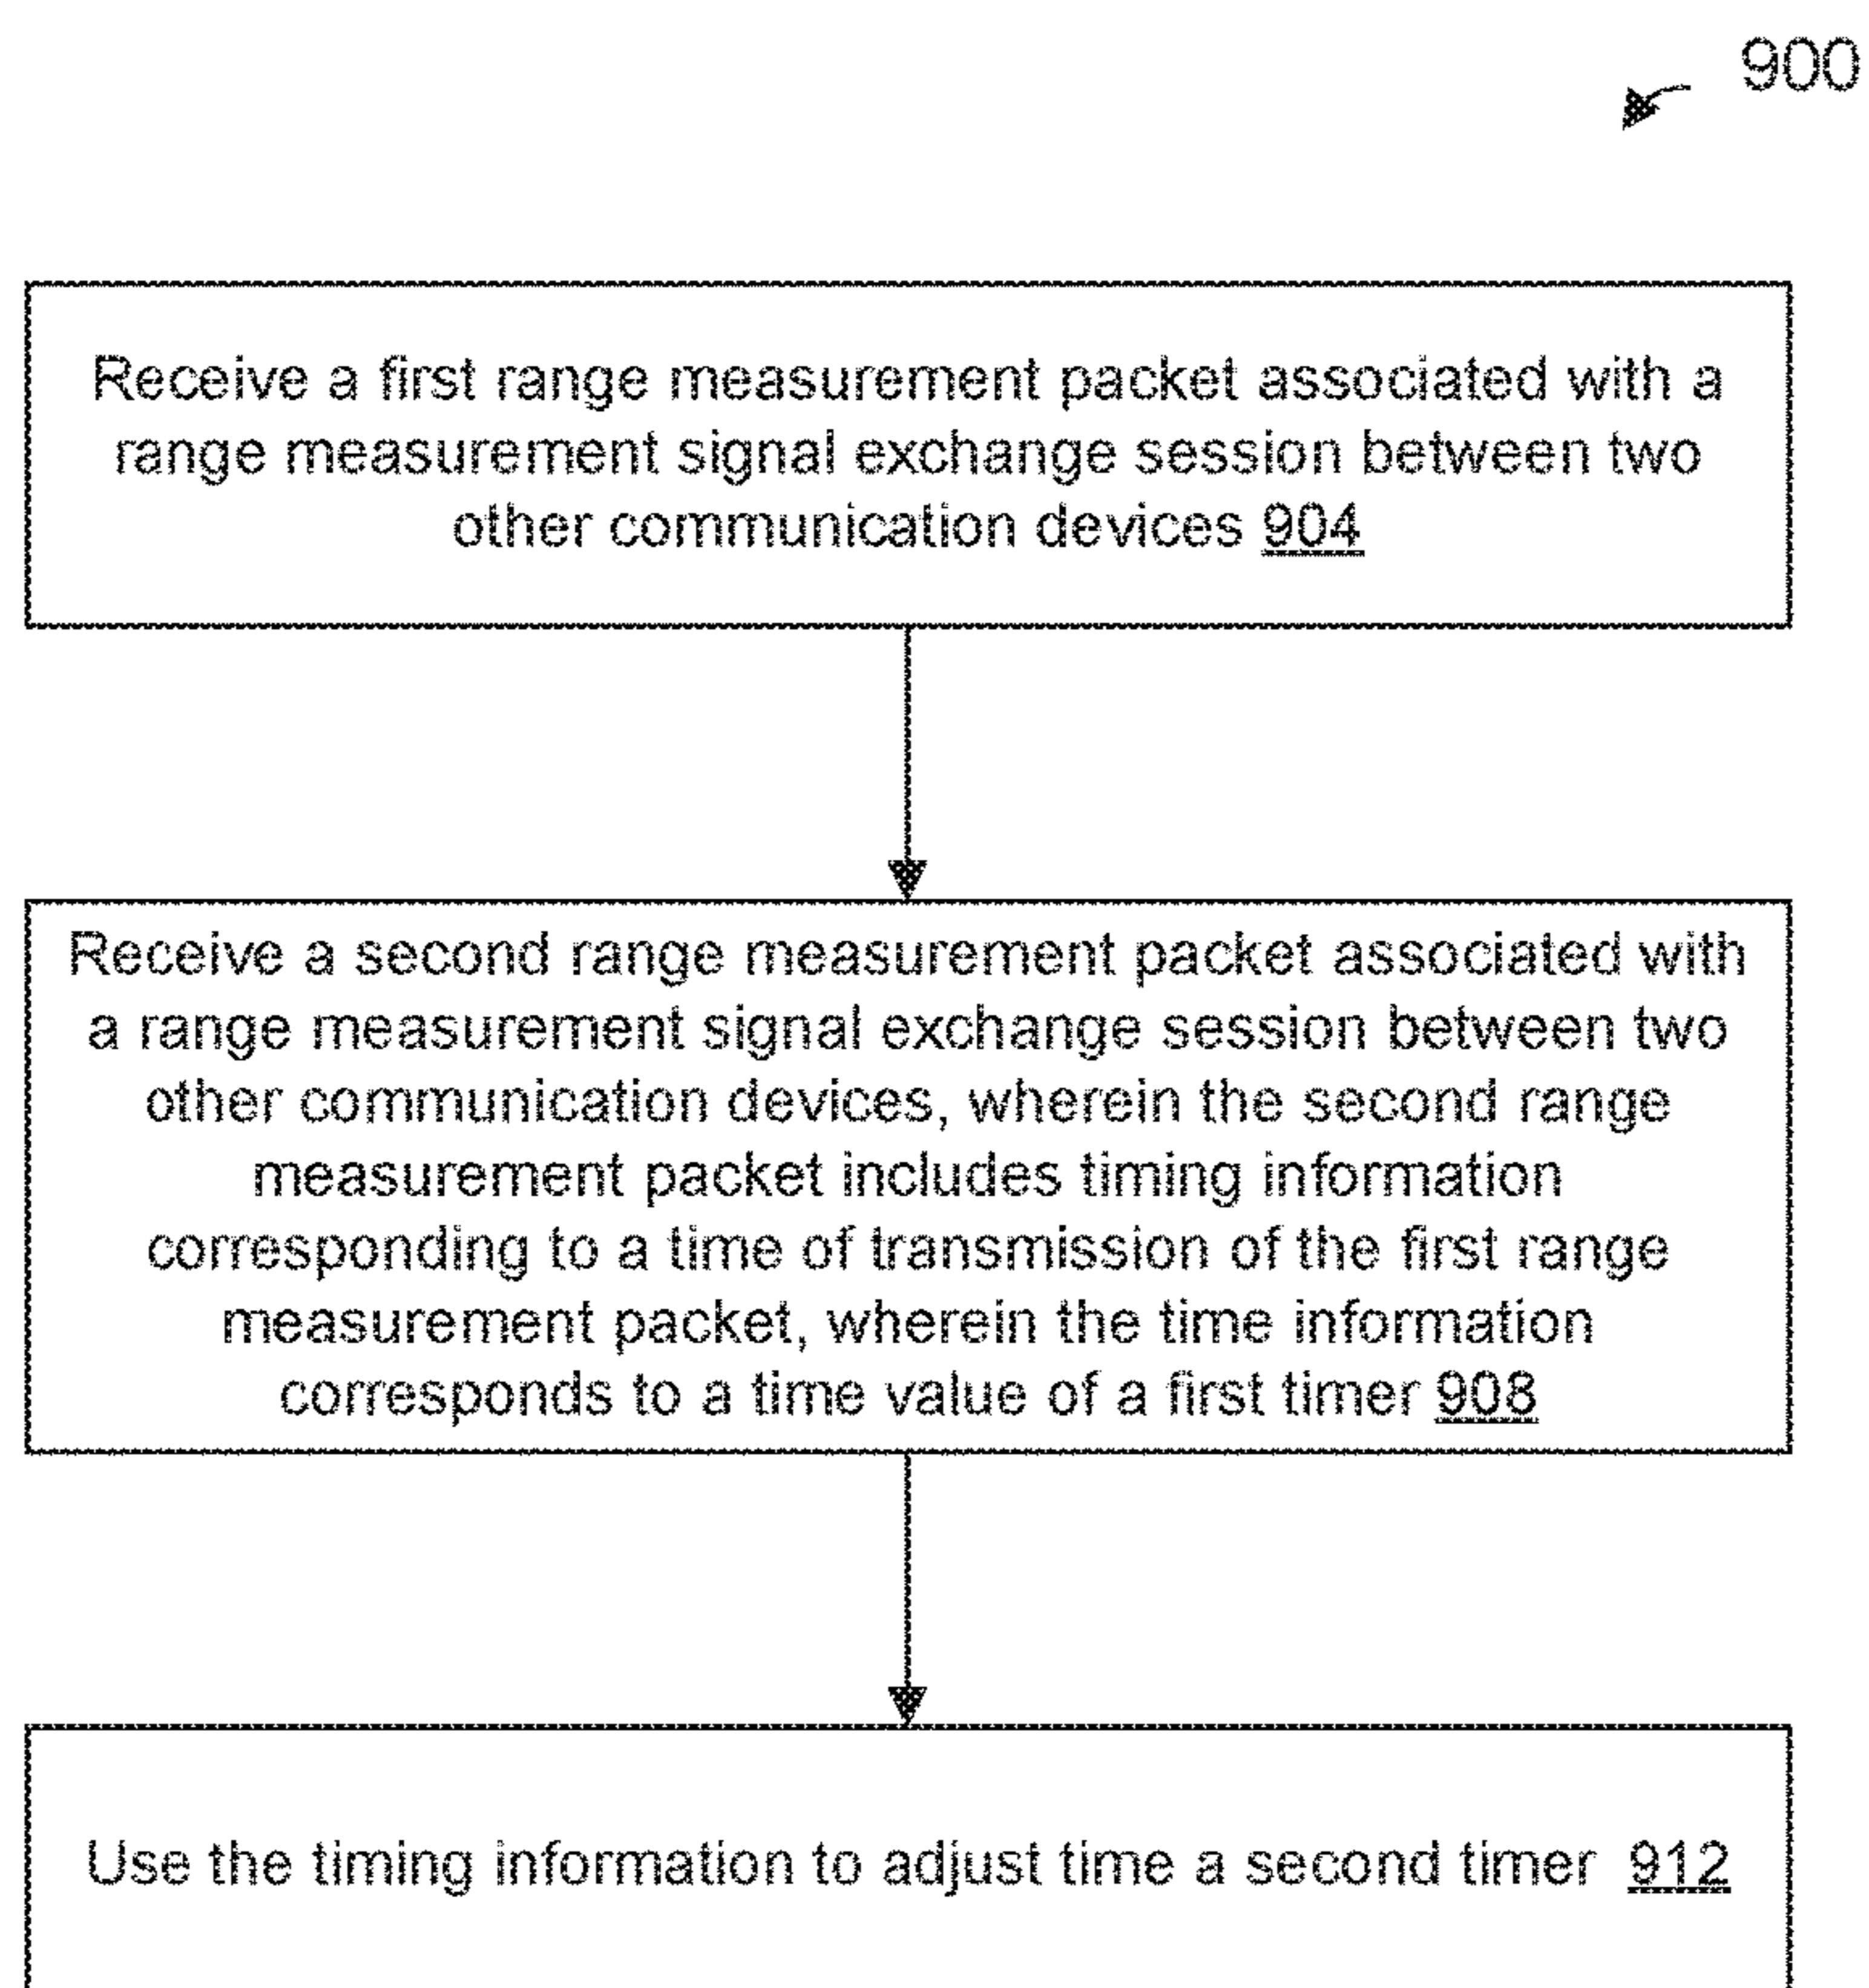 900
Receive a first range measurement packet associated with a
range measurement signal exchange session between two
other communication devices 904
Receive a second range measurement packet associated with
a range measurement signal exchange session between two
other communication devices, wherein the second range
measurement packet includes timing information
corresponding to a time of transmission of the first range
measurement packet, wherein the time information
corresponds to a time value of a first timer 908
Use the timing information to adjust time a second timer 912